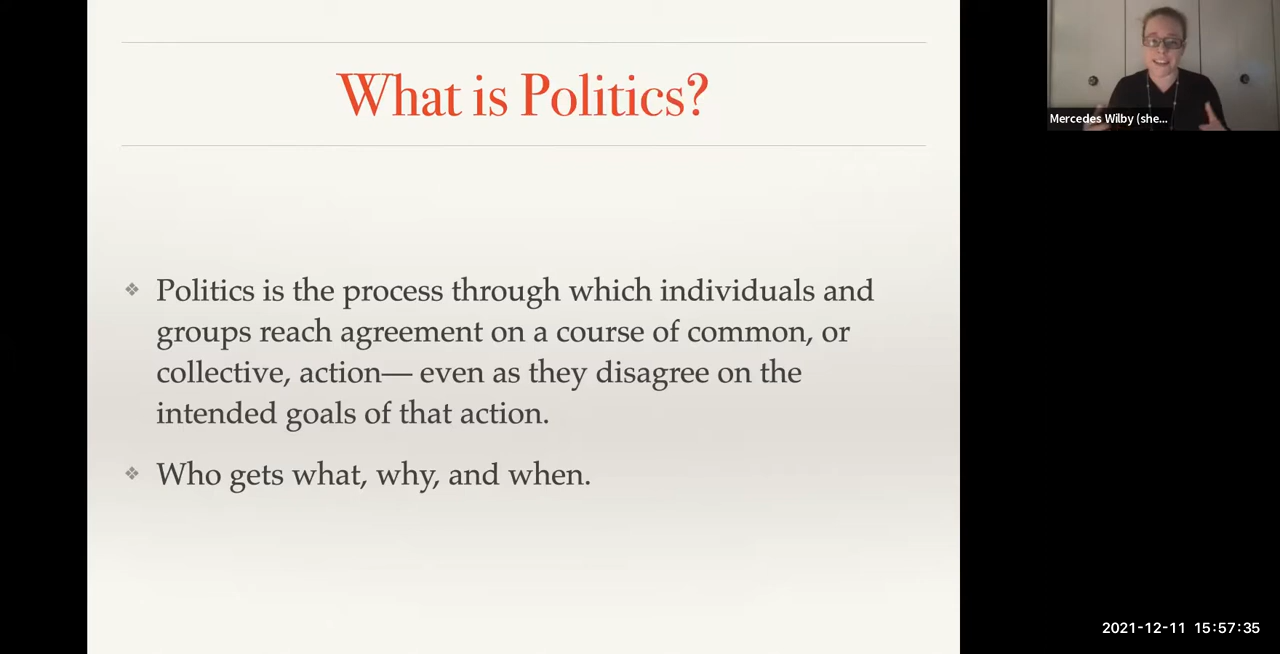 What is Politics?
Mercedes Wilby (she...
❖ Politics is the process through which individuals and
groups reach agreement on a course of common, or
collective, action— even as they disagree on the
intended goals of that action.
❖ Who gets what, why, and when.
2021-12-11 15:57:35